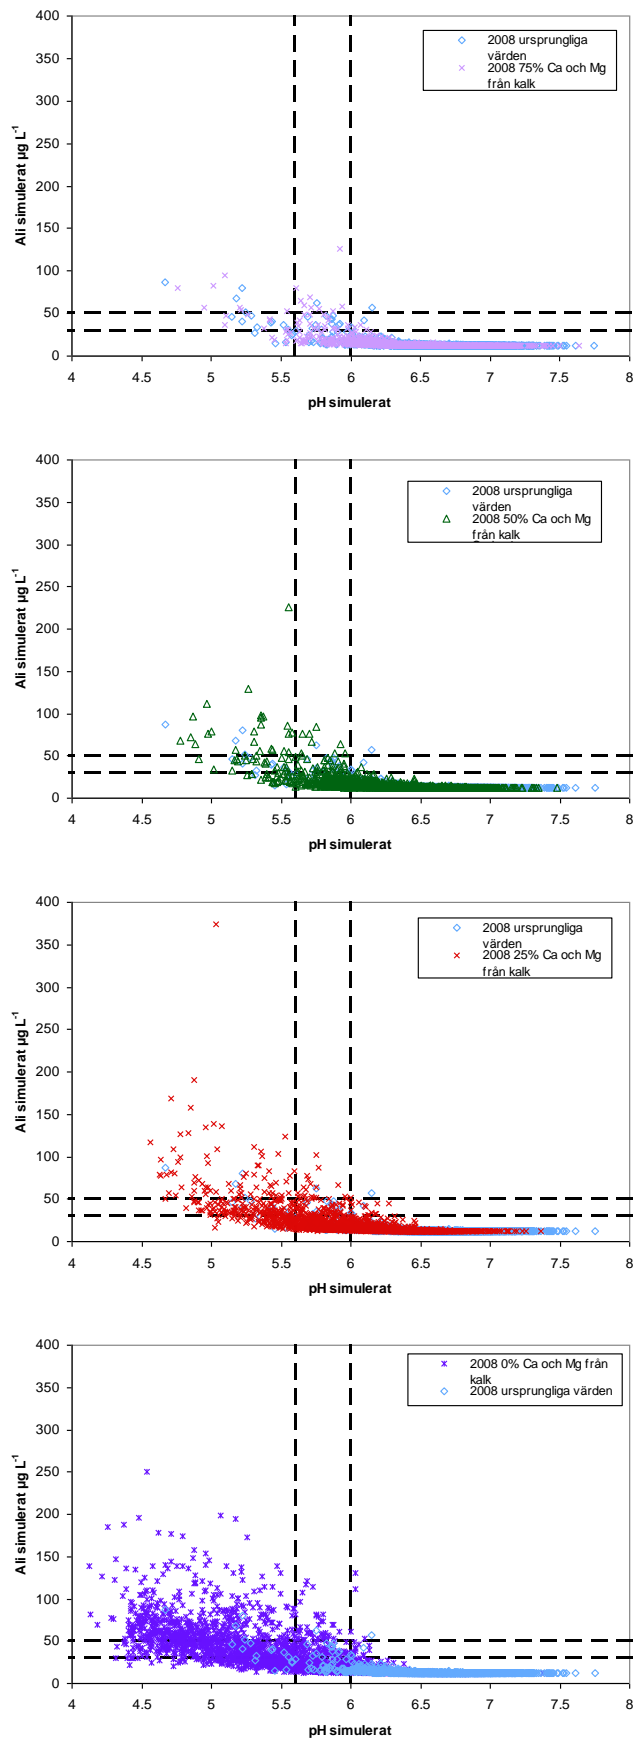 400
350
300
250
200
150
100
50
0
Ali simulerat µg L-1
2008 ursprungliga
värden
2008 75% Ca och Mg
från kalk
4 4.5 5 5.5 6 6.5 7 7.5 8
pH simulerat
400
350
300
250
200
150
100
50
0
Ali simulerat µg L-1
2008 ursprungliga
värden
2008 50% Ca och Mg
från kalk
4 4.5 5 5.5 6 6.5 7 7.5 8
pH simulerat
400
350
300
250
200
150
100
50
0
Ali simulerat µg L-1
2008 ursprungliga
värden
2008 25% Ca och Mg
från kalk
4 4.5 5 5.5 6 6.5 7 7.5 8
pH simulerat
400
350
300
250
200
150
100
50
0
Ali simulerat µg L-1
2008 0% Ca och Mg från
kalk
2008 ursprungliga värden
4 4.5 5 5.5 6 6.5 7 7.5 8
pH simulerat